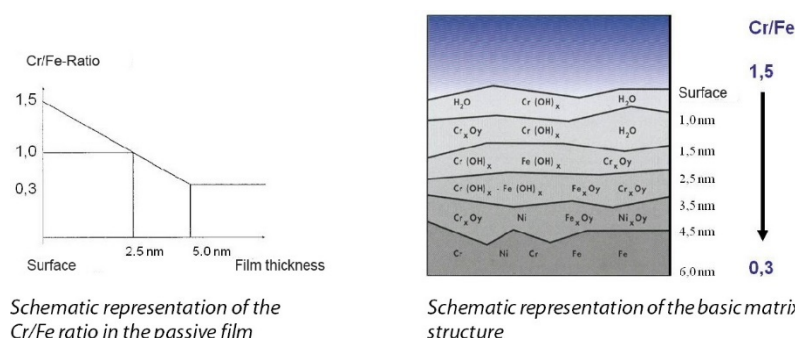 Cr/Fe-Ratio
1,5
1,0
0,3
2.5 nm 5.0 nm
Surface Film thickness
Schematic representation of the
Cr/Fe ratio in the passive film
Cr/Fe
1,5
Surface
H₂O Cr (OH)ₓ H₂O
1,0 nm
CrₓOy Cr (OH)ₓ H₂O
1,5 nm
Cr (OH)ₓ Fe (OH)ₓ CrₓOy
2,5 nm
Cr (OH)ₓ - Fe (OH)ₓ FeₓOy CrₓOy
3,5 nm
CrₓOy Ni FeₓOy NiₓOy
4,5 nm
Cr Ni Cr Fe Fe
6,0 nm
0,3
Schematic representation of the basic matrix
structure